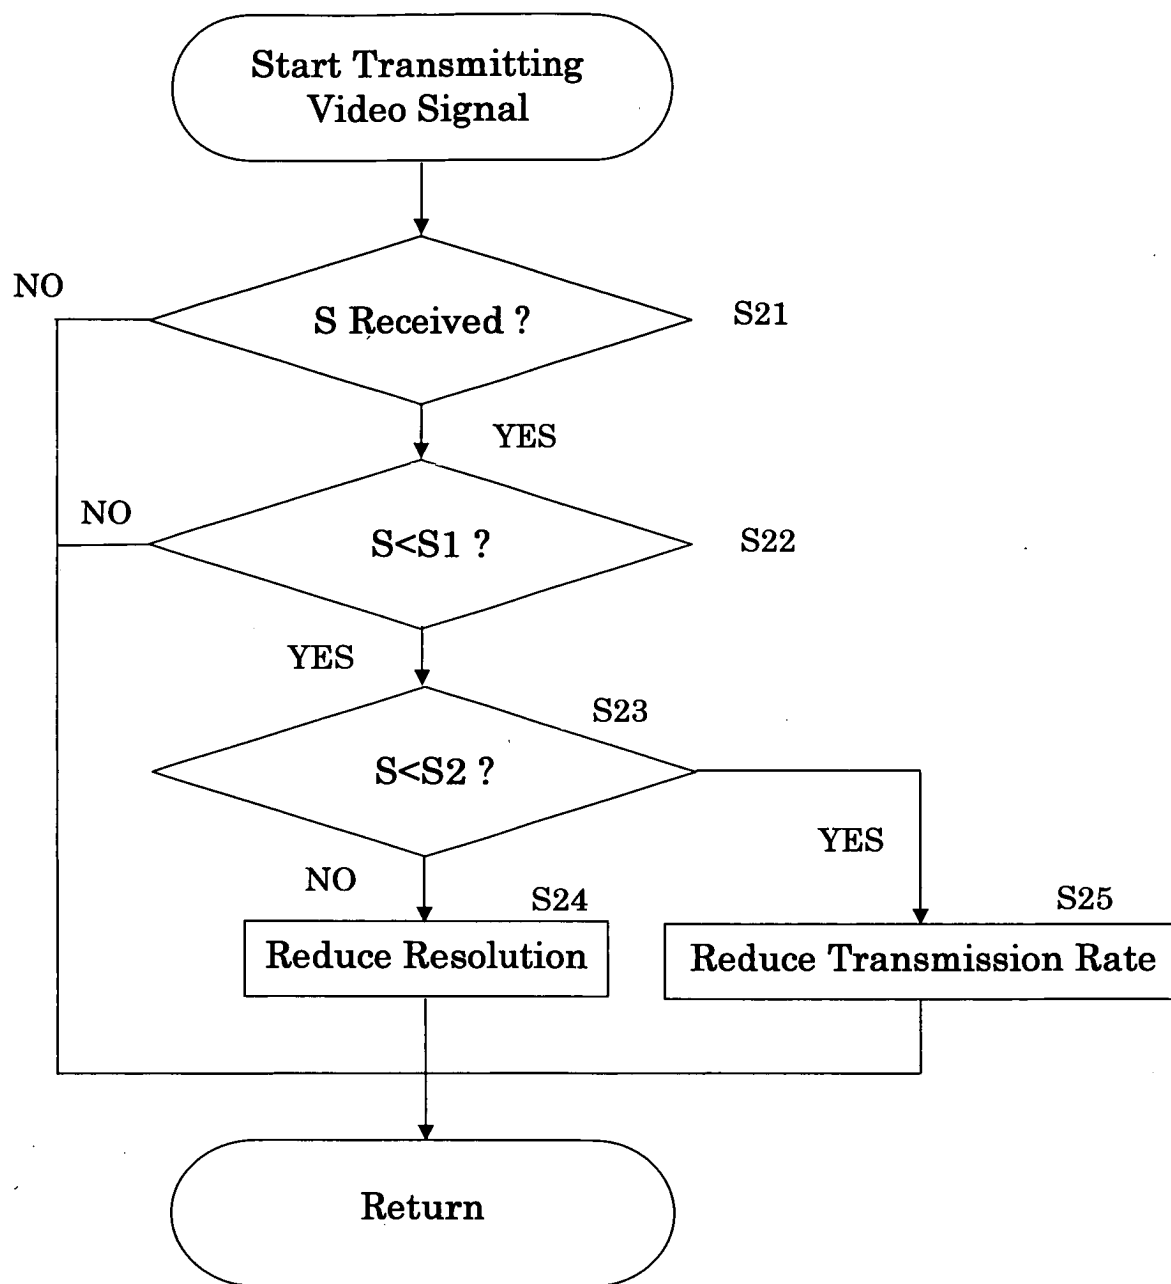 Start Transmitting
Video Signal
NO
S Received ?
S21
YES
NO
S<S1 ?
S22
YES
S23
S<S2 ?
YES
NO
S24
S25
Reduce Resolution
Reduce Transmission Rate
Return